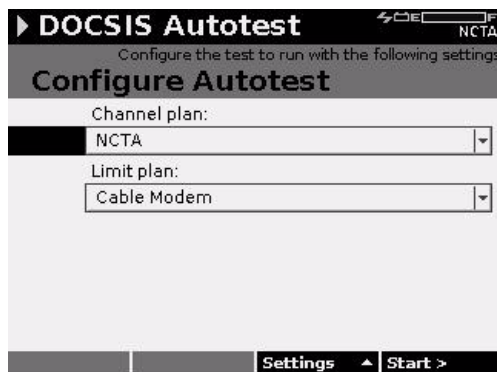 DOCSIS Autotest
E F
NCTA
Configure the test to run with the following settings
Configure Autotest
Channel plan:
NCTA
Limit plan:
Cable Modem
Settings
Start >